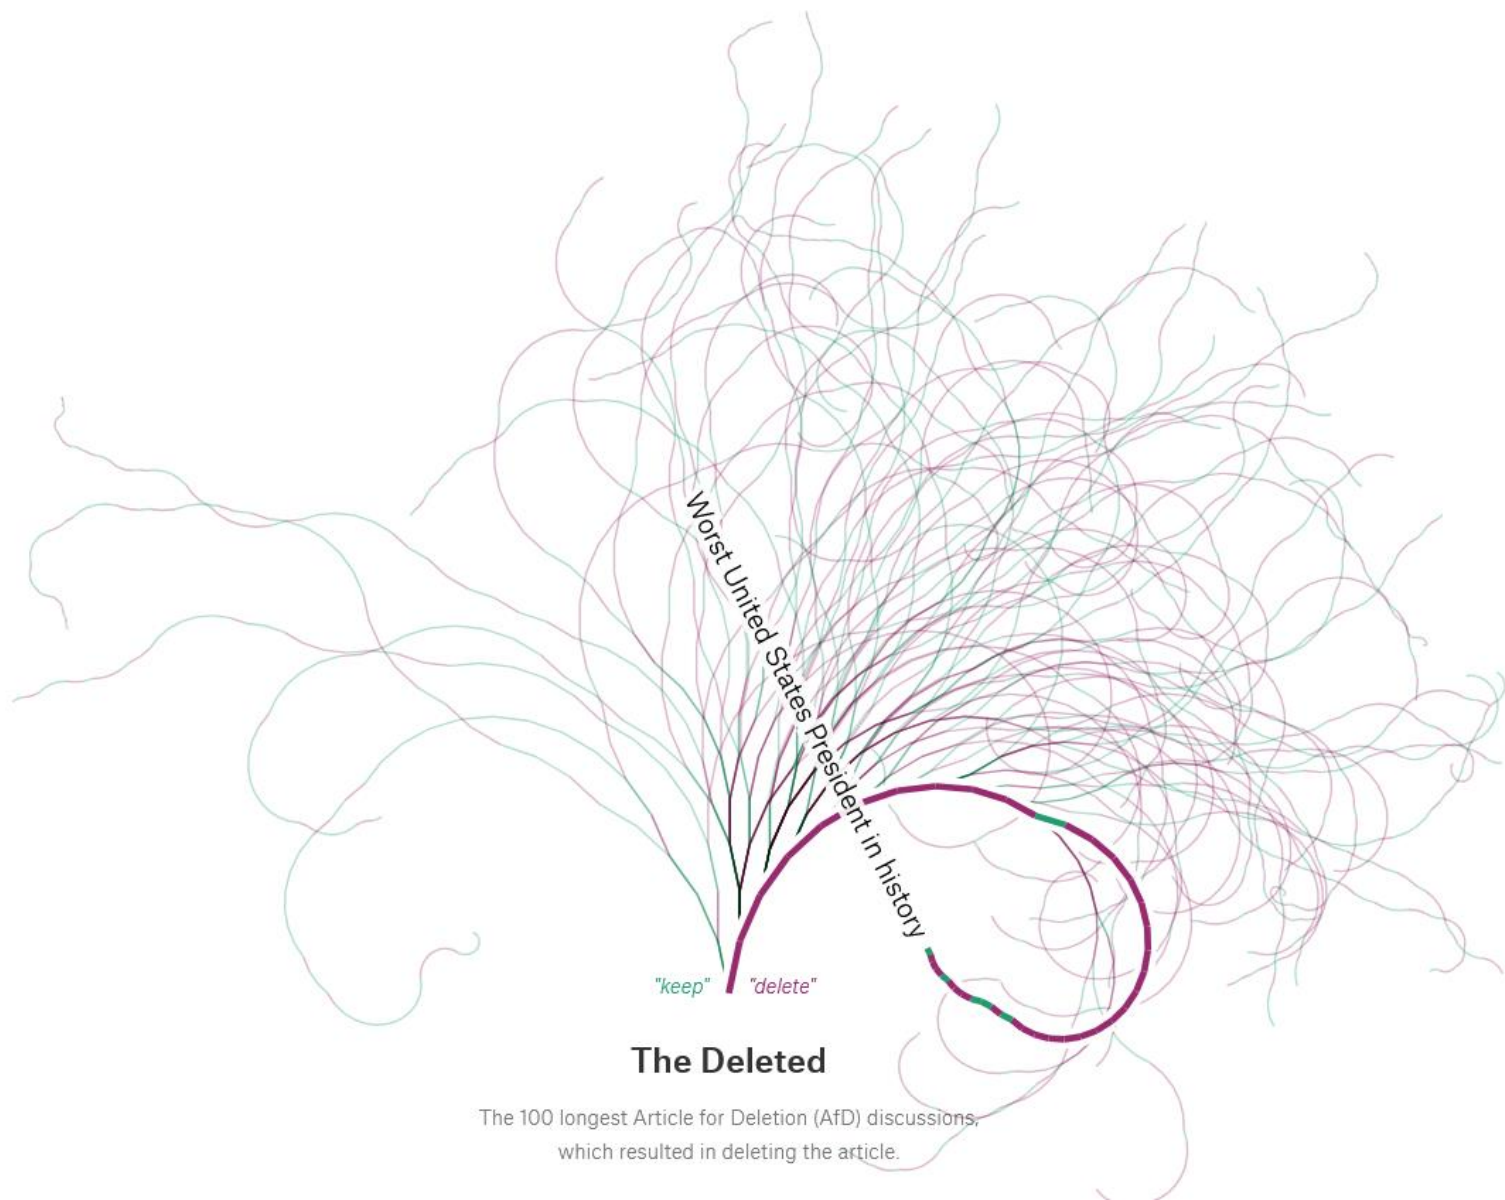 Worst United States President in history
"keep" "delete"
The Deleted
The 100 longest Article for Deletion (AfD) discussions,
which resulted in deleting the article.